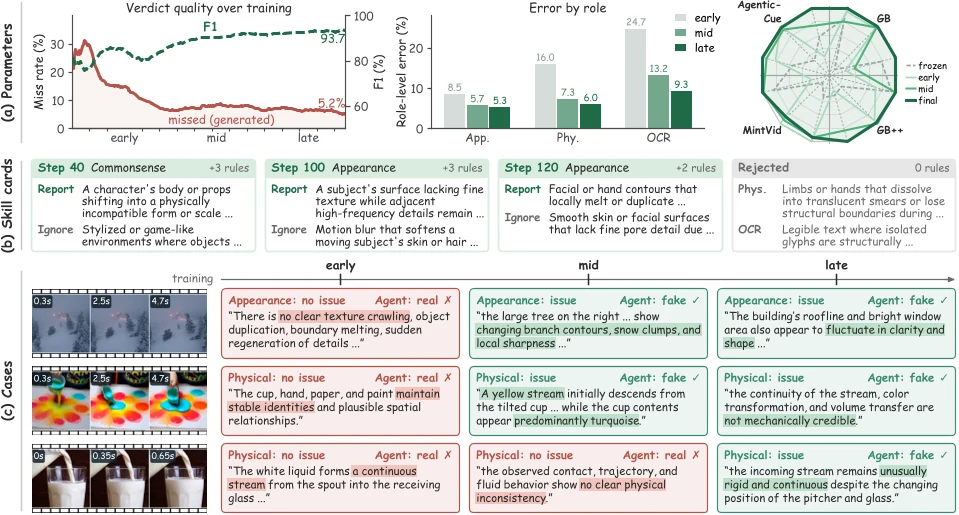 (a) Parameters
Verdict quality over training
Miss rate (%)
30
20
10
0
100
80
60
F1 (%)
F1
93.7
5.2%
missed (generated)
early
mid
late
Error by role
Role-level error (%)
20
10
0
8.5
5.7
5.3
16.0
7.3
6.0
24.7
13.2
9.3
App.
Phy.
OCR
early
mid
late
Agentic-
Cue
GB
GB++
MintVid
frozen
early
mid
final
(b) Skill cards
Step 40 Commonsense +3 rules
Report A character's body or props
shifting into a physically
incompatible form or scale ...
Ignore Stylized or game-like
environments where objects ...
Step 100 Appearance +3 rules
Report A subject's surface lacking fine
texture while adjacent
high-frequency details remain ...
Ignore Motion blur that softens a
moving subject's skin or hair ...
Step 120 Appearance +2 rules
Report Facial or hand contours that
locally melt or duplicate ...
Ignore Smooth skin or facial surfaces
that lack fine pore detail due ...
Rejected 0 rules
Phys. Limbs or hands that dissolve
into translucent smears or lose
structural boundaries during ...
OCR Legible text where isolated
glyphs are structurally ...
(c) Cases
training
early
mid
late
0.3s
2.5s
4.7s
Appearance: no issue Agent: real ✗
"There is no clear texture crawling, object
duplication, boundary melting, sudden
regeneration of details ..."
Appearance: issue Agent: fake ✓
"the large tree on the right ... show
changing branch contours, snow clumps, and
local sharpness ..."
Appearance: issue Agent: fake ✓
"The building's roofline and bright window
area also appear to fluctuate in clarity and
shape ..."
0.3s
2.5s
4.7s
Physical: no issue Agent: real ✗
"The cup, hand, paper, and paint maintain
stable identities and plausible spatial
relationships."
Physical: issue Agent: fake ✓
"A yellow stream initially descends from
the tilted cup ... while the cup contents
appear predominantly turquoise."
Physical: issue Agent: fake ✓
"the continuity of the stream, color
transformation, and volume transfer are
not mechanically credible."
0s
0.35s
0.65s
Physical: no issue Agent: real ✗
"The white liquid forms a continuous
stream from the spout into the receiving
glass ..."
Physical: no issue Agent: real ✗
"the observed contact, trajectory, and
fluid behavior show no clear physical
inconsistency."
Physical: issue Agent: fake ✓
"the incoming stream remains unusually
rigid and continuous despite the changing
position of the pitcher and glass."